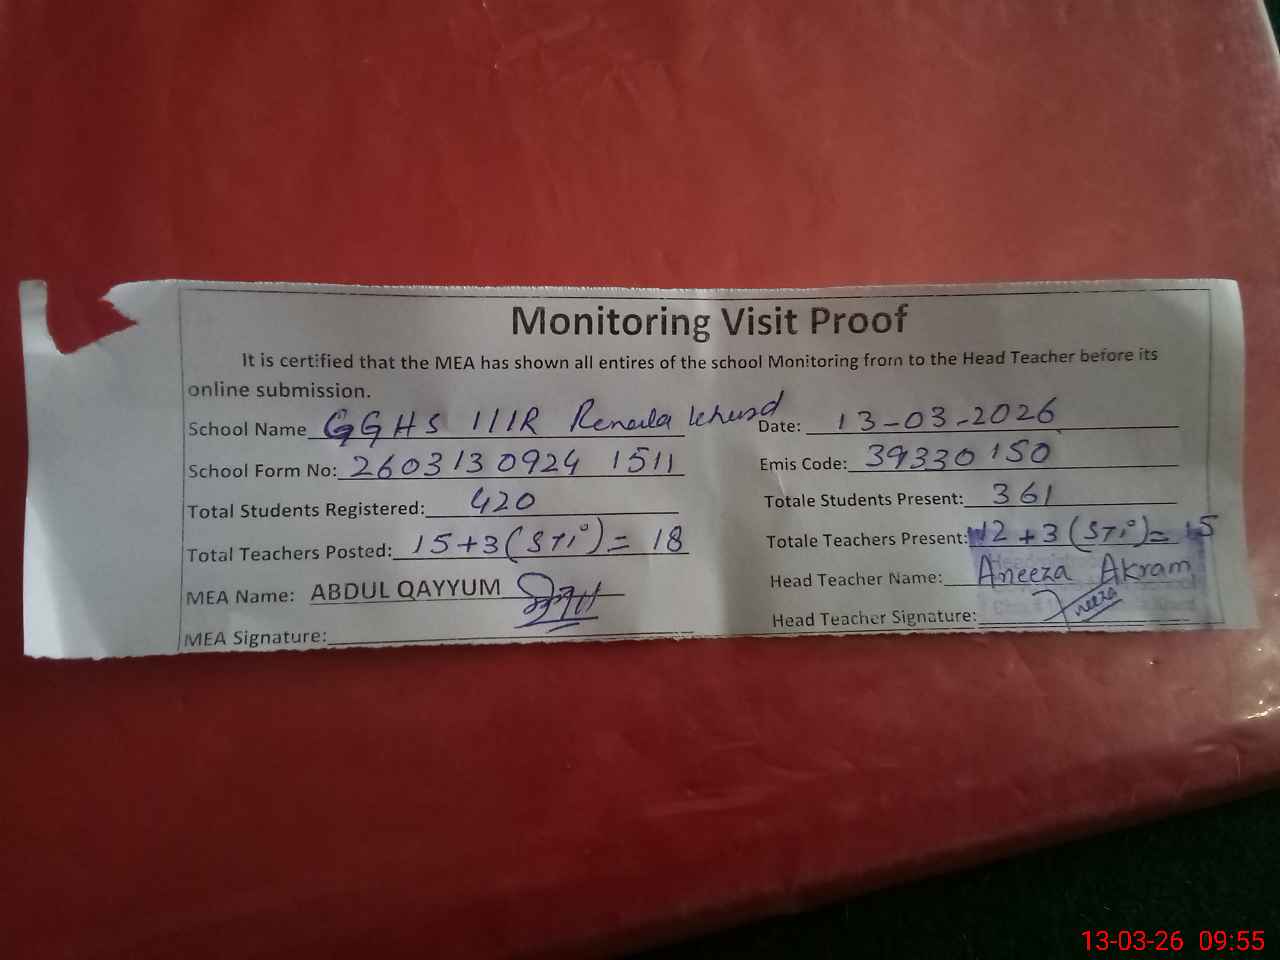 Monitoring Visit Proof
It is certified that the MEA has shown all entires of the school Monitoring from to the Head Teacher before its
online submission.
School Name GGHS 111R Renala Khurd Date: 13-03-2026
School Form No: 2603130924 1511 Emis Code: 39330150
Total Students Registered: 420 Totale Students Present: 361
Total Teachers Posted: 15+3(STI)= 18 Totale Teachers Present: 12+3(STI)= 15
MEA Name: ABDUL QAYYUM Head Teacher Name: Aneeza Akram
MEA Signature: Head Teacher Signature: Aneeza
13-03-26 09:55